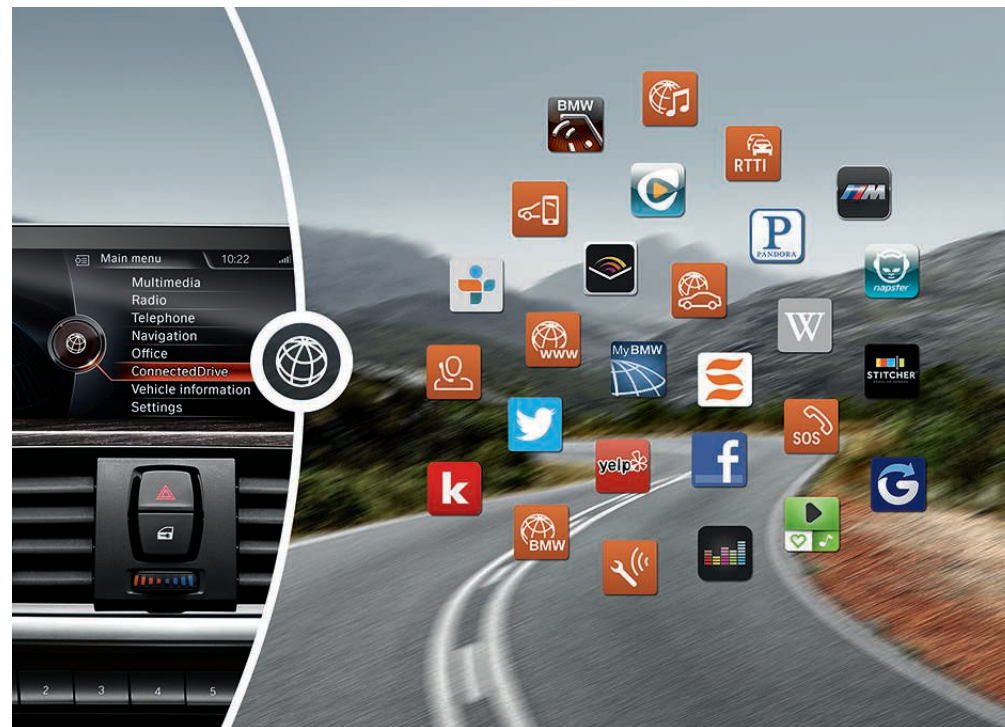 Main menu
10:22
Multimedia
Radio
Telephone
Navigation
Office
ConnectedDrive
Vehicle information
Settings
2
3
4
5
BMW
RTTI
M
P
PANDORA
napster
WWW
My BMW
W
STITCHER
yelp
f
SOS
k
G
BMW